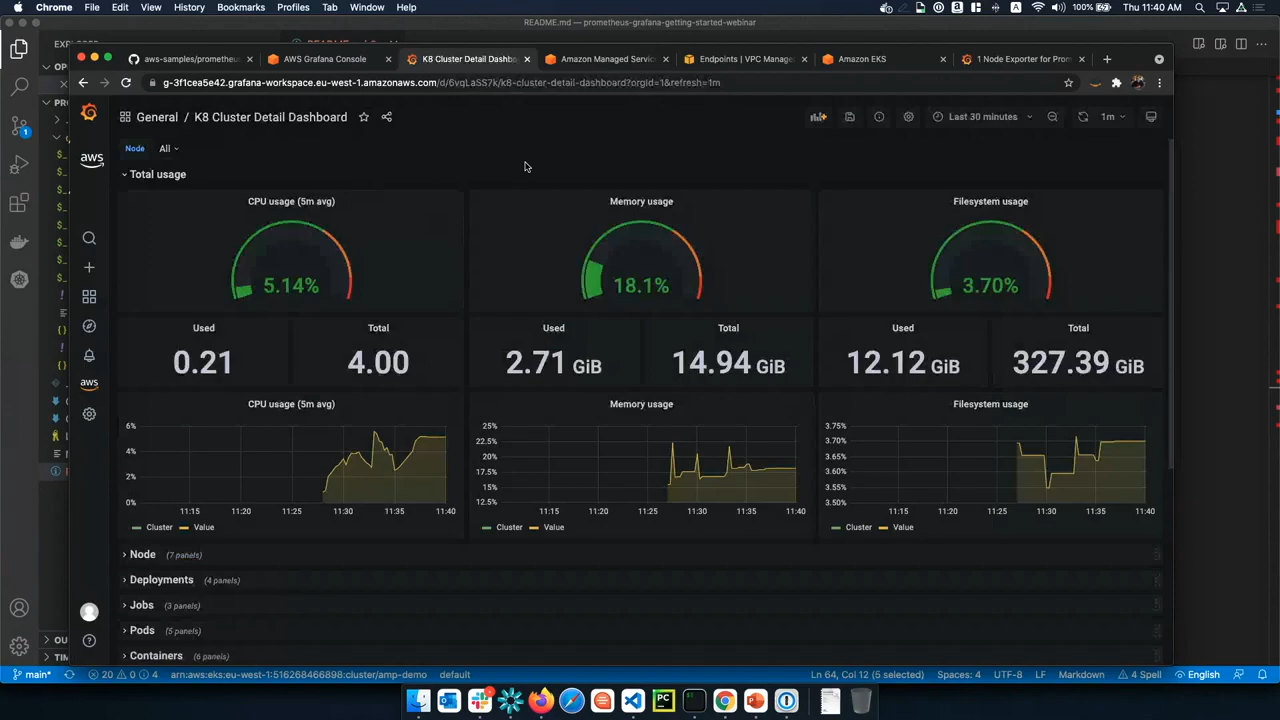 Chrome File Edit View History Bookmarks Profiles Tab Window Help 100% Thu 11:40 AM
README.md — prometheus-grafana-getting-started-webinar
aws-samples/prometheus AWS Grafana Console K8 Cluster Detail Dashbo Amazon Managed Servic Endpoints | VPC Manage Amazon EKS 1 Node Exporter for Prom
g-3f1cea5e42.grafana-workspace.eu-west-1.amazonaws.com/d/6vqLaSS7k/k8-cluster-detail-dashboard?orgId=1&refresh=1m
General / K8 Cluster Detail Dashboard Last 30 minutes 1m
aws
Node All
Total usage
CPU usage (5m avg) Memory usage Filesystem usage
5.14% 18.1% 3.70%
Used Total Used Total Used Total
0.21 4.00 2.71 GiB 14.94 GiB 12.12 GiB 327.39 GiB
CPU usage (5m avg) Memory usage Filesystem usage
6% 25% 3.75%
22.5% 3.70%
4% 20% 3.65%
17.5% 3.60%
2% 15% 3.55%
0% 12.5% 3.50%
11:15 11:20 11:25 11:30 11:35 11:40 11:15 11:20 11:25 11:30 11:35 11:40 11:15 11:20 11:25 11:30 11:35 11:40
Cluster Value Cluster Value Cluster Value
aws
Node (7 panels)
Deployments (4 panels)
Jobs (3 panels)
Pods (5 panels)
Containers (6 panels)
OU
TIM
main* 20 0 4 arn:aws:eks:eu-west-1:516268466898:cluster/amp-demo default Ln 64, Col 12 (5 selected) Spaces: 4 UTF-8 LF Markdown 4 Spell English